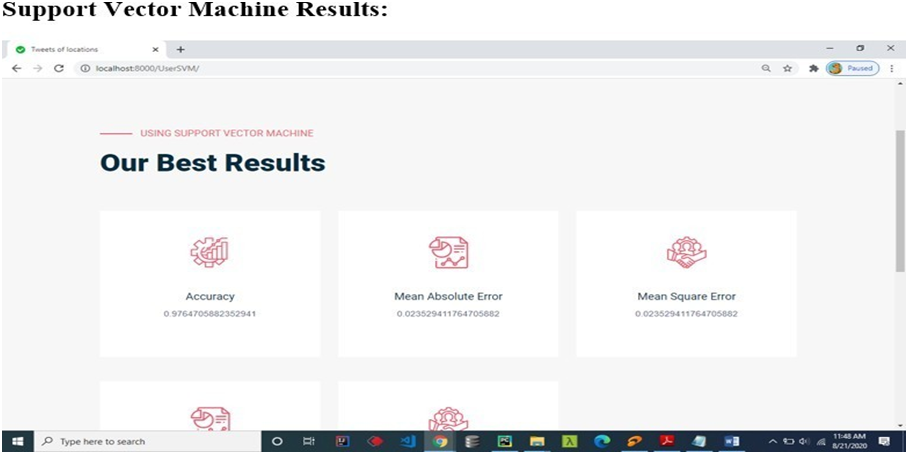 Support Vector Machine Results:
Tweets of locations
localhost:8000/UserSVM/
Paused
USING SUPPORT VECTOR MACHINE
Our Best Results
Accuracy
0.9764705882352941
Mean Absolute Error
0.023529411764705882
Mean Square Error
0.023529411764705882
Type here to search
11:48 AM
8/21/2020